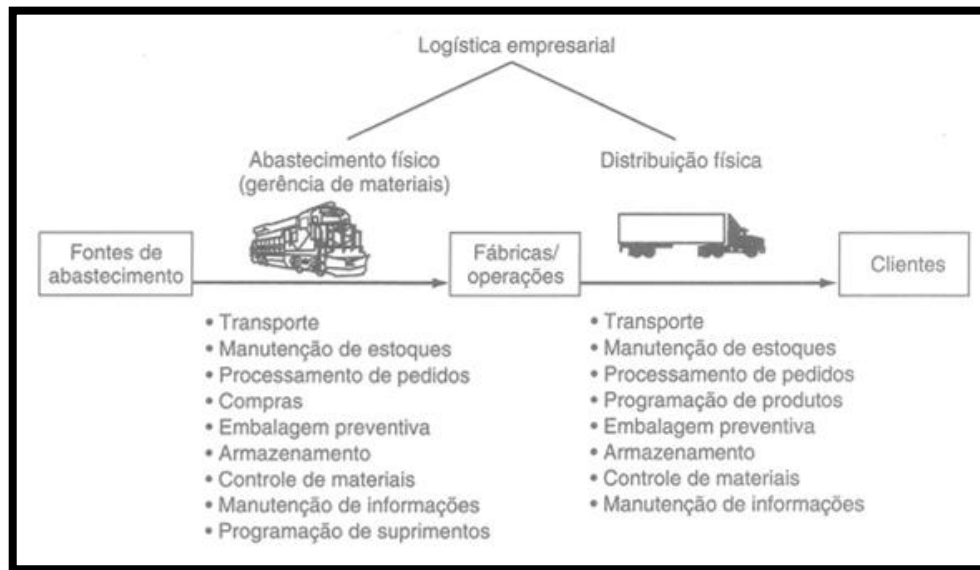 Logística empresarial
Abastecimento físico
(gerência de materiais)
Distribuição física
Fontes de
abastecimento
Fábricas/
operações
Clientes
• Transporte
• Manutenção de estoques
• Processamento de pedidos
• Compras
• Embalagem preventiva
• Armazenamento
• Controle de materiais
• Manutenção de informações
• Programação de suprimentos
• Transporte
• Manutenção de estoques
• Processamento de pedidos
• Programação de produtos
• Embalagem preventiva
• Armazenamento
• Controle de materiais
• Manutenção de informações